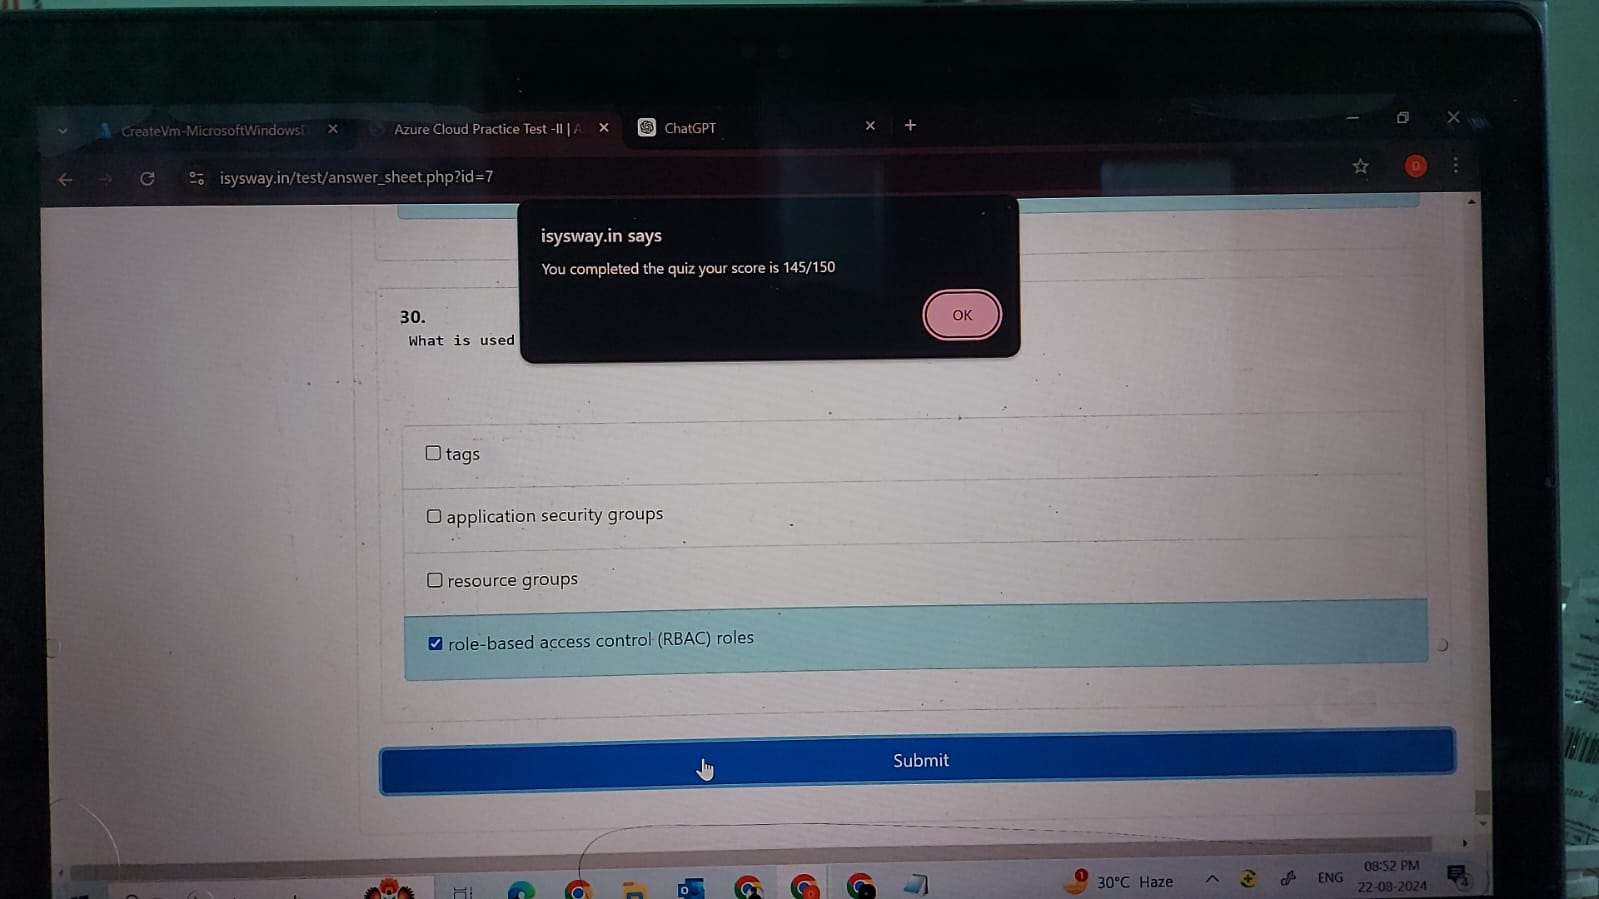 CreateVm-MicrosoftWindows
Azure Cloud Practice Test -II | A
ChatGPT
isysway.in/test/answer_sheet.php?id=7
D
isysway.in says
You completed the quiz your score is 145/150
OK
30.
What is used
tags
application security groups
resource groups
role-based access control (RBAC) roles
Submit
1
30°C Haze
ENG
08:52 PM
22-08-2024
4